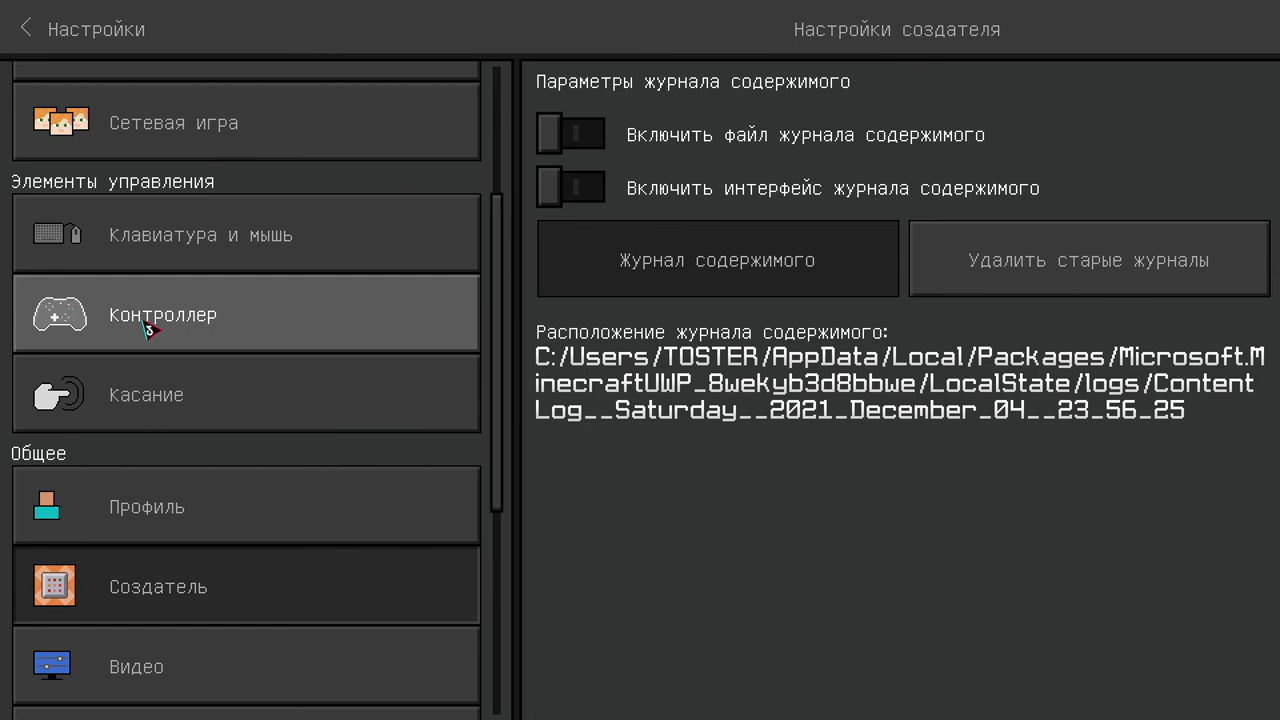 Настройки
Настройки создателя
Сетевая игра
Элементы управления
Клавиатура и мышь
Контроллер
Касание
Общее
Профиль
Создатель
Видео
Параметры журнала содержимого
Включить файл журнала содержимого
Включить интерфейс журнала содержимого
Журнал содержимого
Удалить старые журналы
Расположение журнала содержимого:
C:/Users/TOSTER/AppData/Local/Packages/Microsoft.M
inecraftUWP_8wekyb3d8bbwe/LocalState/logs/Content
Log__Saturday__2021_December_04__23_56_25